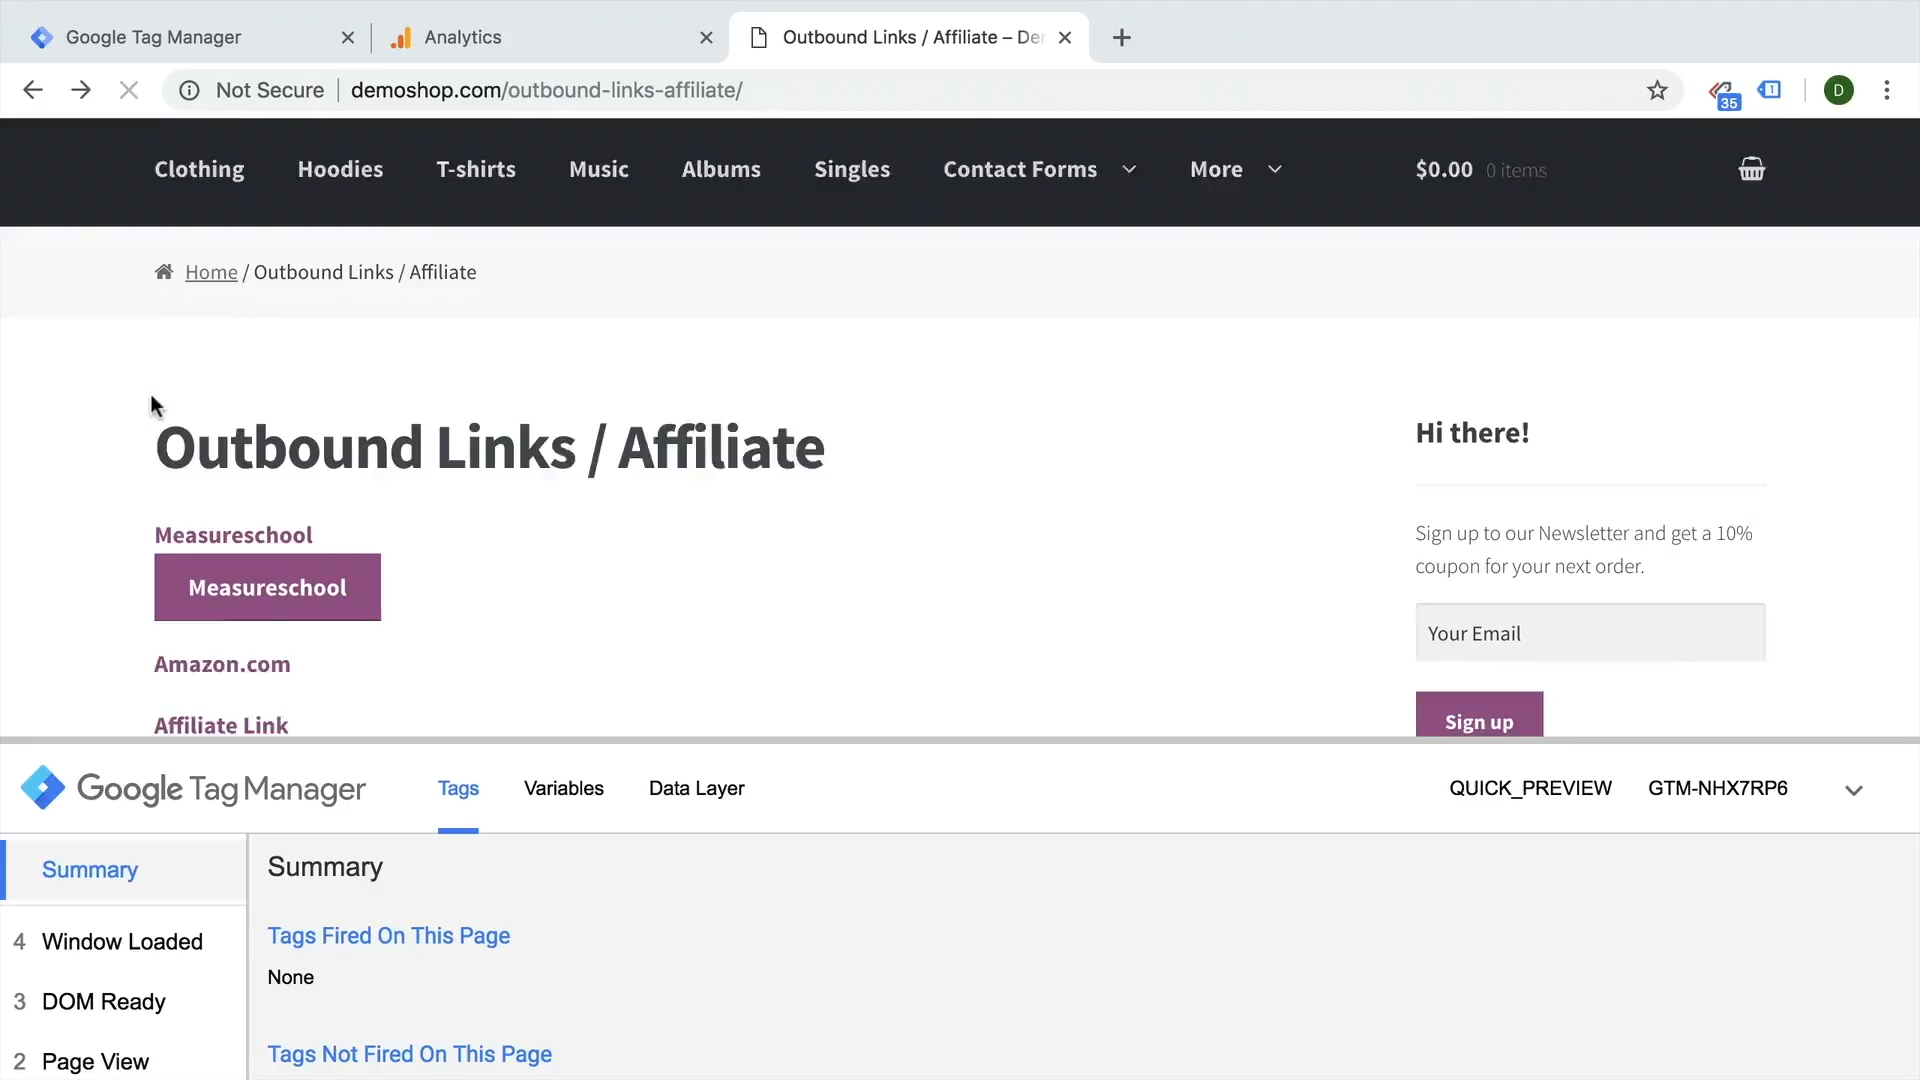 Google Tag Manager
Analytics
Outbound Links / Affiliate – De
Not Secure
demoshop.com/outbound-links-affiliate/
35
1
D
Clothing
Hoodies
T-shirts
Music
Albums
Singles
Contact Forms
More
$0.00 0 items
Home / Outbound Links / Affiliate
Outbound Links / Affiliate
Measureschool
Measureschool
Amazon.com
Affiliate Link
Hi there!
Sign up to our Newsletter and get a 10%
coupon for your next order.
Your Email
Sign up
Google Tag Manager
Tags
Variables
Data Layer
QUICK_PREVIEW
GTM-NHX7RP6
Summary
4 Window Loaded
3 DOM Ready
2 Page View
Summary
Tags Fired On This Page
None
Tags Not Fired On This Page